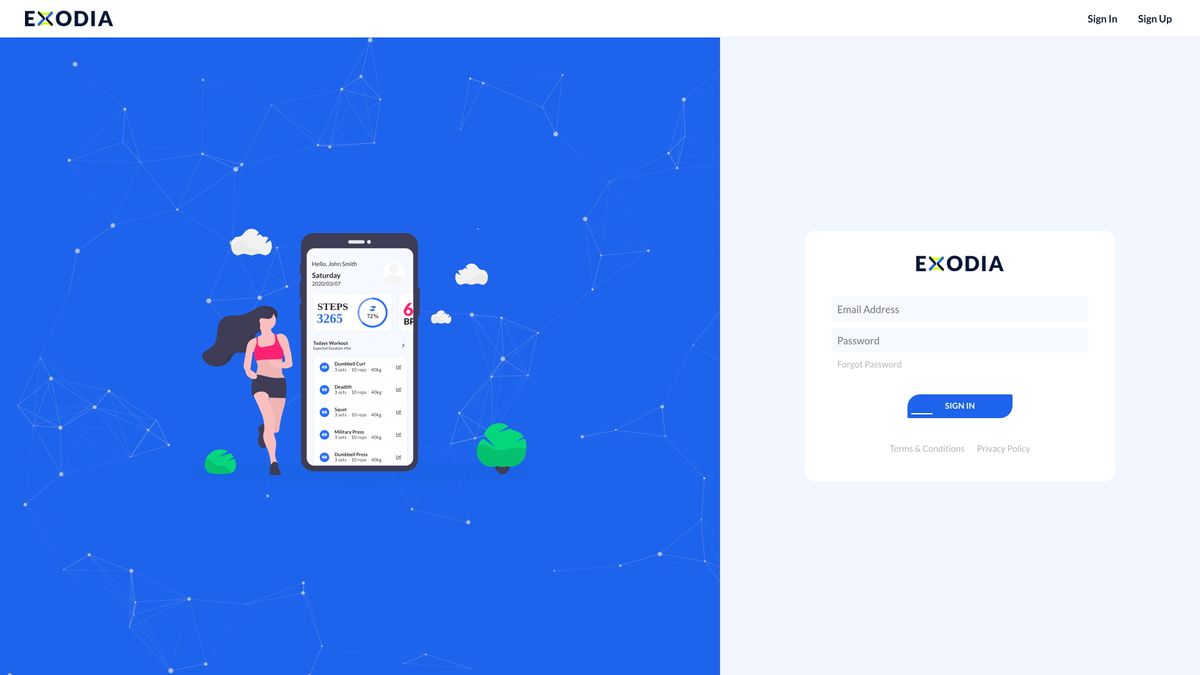 EXODIA
Sign In
Sign Up
Hello, John Smith
Saturday
2020/03/07
STEPS
3265
72%
6
BP
Todays Workout
Expected Duration: 45m
Dumbbell Curl
3 sets 10 reps 40kg
Deadlift
3 sets 10 reps 40kg
Squat
3 sets 10 reps 40kg
Military Press
3 sets 10 reps 40kg
Dumbbell Press
3 sets 10 reps 40kg
EXODIA
Email Address
Password
Forgot Password
SIGN IN
Terms & Conditions Privacy Policy